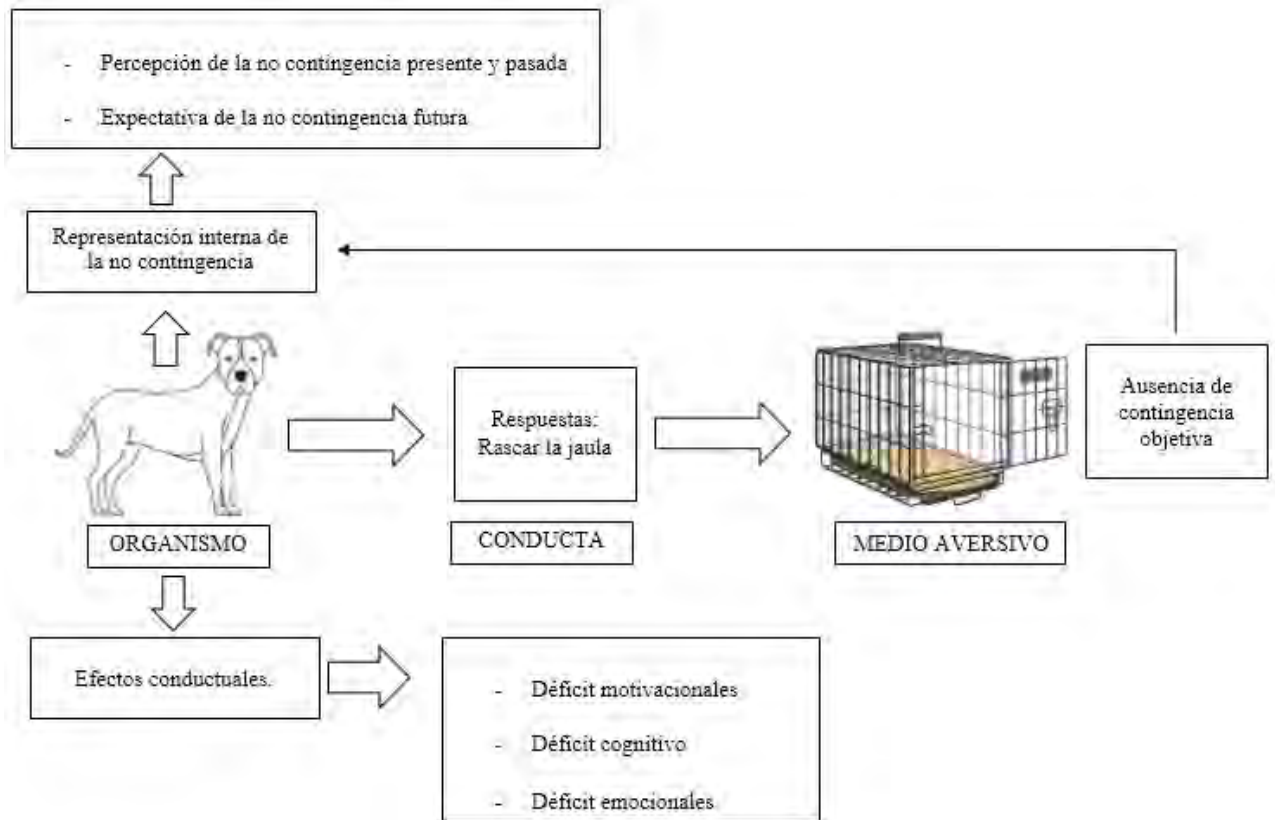 - Percepción de la no contingencia presente y pasada
- Expectativa de la no contingencia futura
Representación interna de
la no contingencia
Respuestas:
Rascar la jaula
Ausencia de
contingencia
objetiva
ORGANISMO
CONDUCTA
MEDIO AVERSIVO
Efectos conductuales.
- Déficit motivacionales
- Déficit cognitivo
- Déficit emocionales